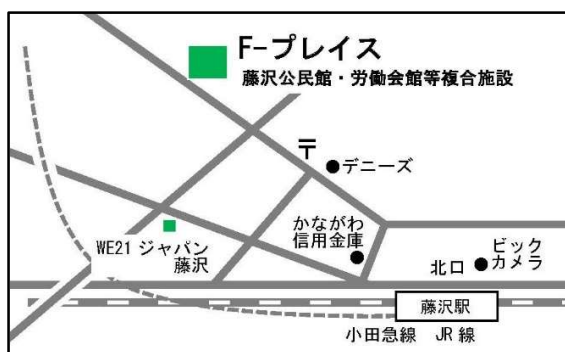 F-プレイス
藤沢公民館・労働会館等複合施設
〒
デニーズ
かながわ
信用金庫
WE21 ジャパン
藤沢
ビック
カメラ
北口
藤沢駅
小田急線 JR 線